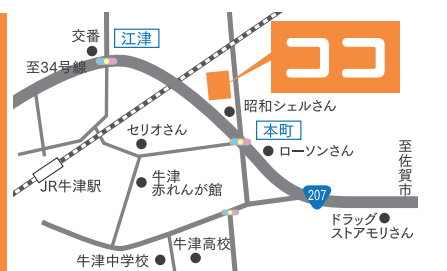 交番
江津
ココ
至34号線
昭和シェルさん
セリオさん
本町
ローソンさん
JR牛津駅
牛津
赤れんが館
至佐賀市
207
ドラッグ
ストアモリさん
牛津高校
牛津中学校